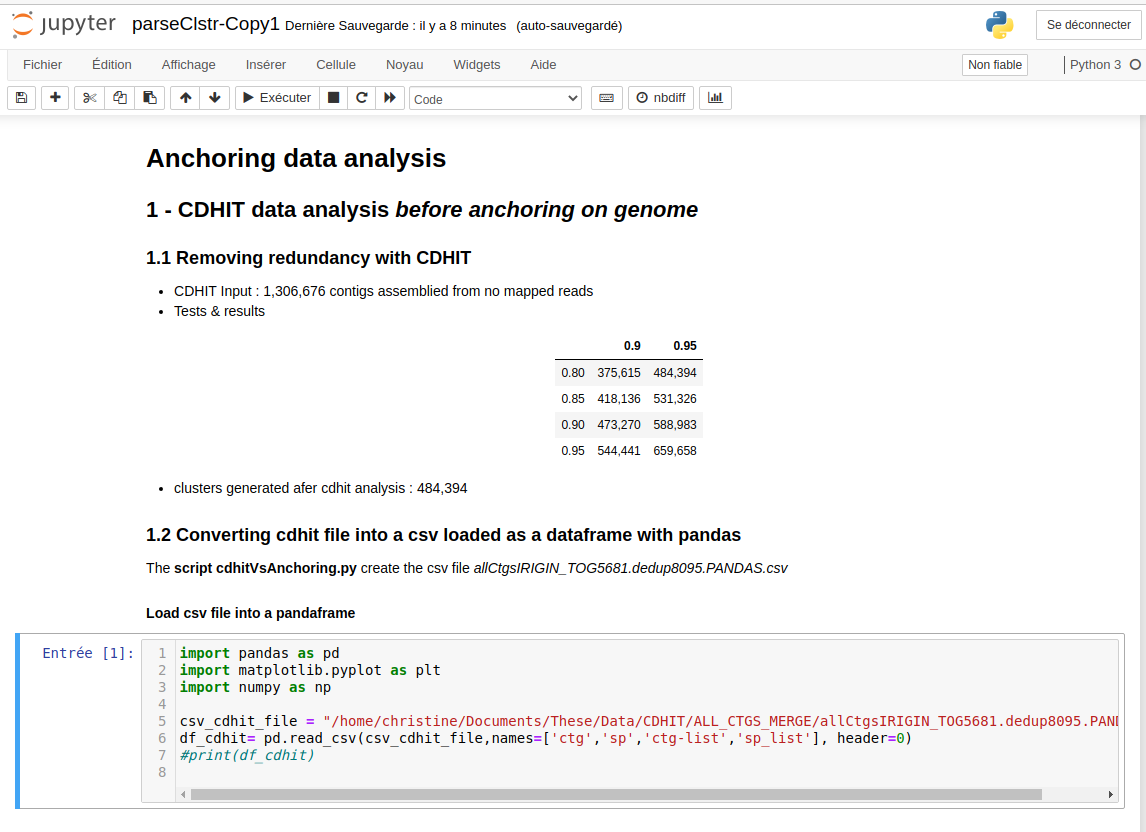 jupyter parseClstr-Copy1 Dernière Sauvegarde : il y a 8 minutes (auto-sauvegardé) Se déconnecter
Fichier Édition Affichage Insérer Cellule Noyau Widgets Aide Non fiable Python 3
Exécuter Code nbdiff
Anchoring data analysis
1 - CDHIT data analysis before anchoring on genome
1.1 Removing redundancy with CDHIT
• CDHIT Input : 1,306,676 contigs assemblied from no mapped reads
• Tests & results
0.9 0.95
0.80 375,615 484,394
0.85 418,136 531,326
0.90 473,270 588,983
0.95 544,441 659,658
• clusters generated afer cdhit analysis : 484,394
1.2 Converting cdhit file into a csv loaded as a dataframe with pandas
The script cdhitVsAnchoring.py create the csv file allCtgsIRIGIN_TOG5681.dedup8095.PANDAS.csv
Load csv file into a pandaframe
Entrée [1]:
1 import pandas as pd
2 import matplotlib.pyplot as plt
3 import numpy as np
4
5 csv_cdhit_file = "/home/christine/Documents/These/Data/CDHIT/ALL_CTGS_MERGE/allCtgsIRIGIN_TOG5681.dedup8095.PAN
6 df_cdhit= pd.read_csv(csv_cdhit_file,names=['ctg','sp','ctg-list','sp_list'], header=0)
7 #print(df_cdhit)
8